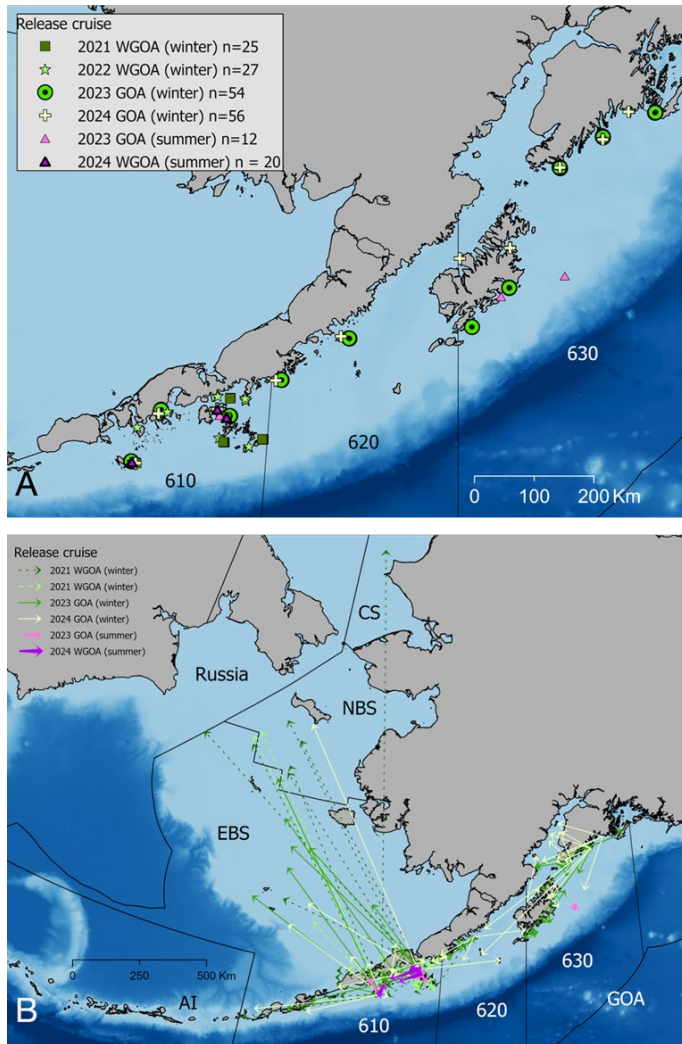 Release cruise
2021 WGOA (winter) n=25
2022 WGOA (winter) n=27
2023 GOA (winter) n=54
2024 GOA (winter) n=56
2023 GOA (summer) n=12
2024 WGOA (summer) n = 20
630
620
610
A
0 100 200 Km
Release cruise
2021 WGOA (winter)
2021 WGOA (winter)
2023 GOA (winter)
2024 GOA (winter)
2023 GOA (summer)
2024 WGOA (summer)
CS
Russia
NBS
EBS
0 250 500 Km
630
AI
GOA
620
610
B